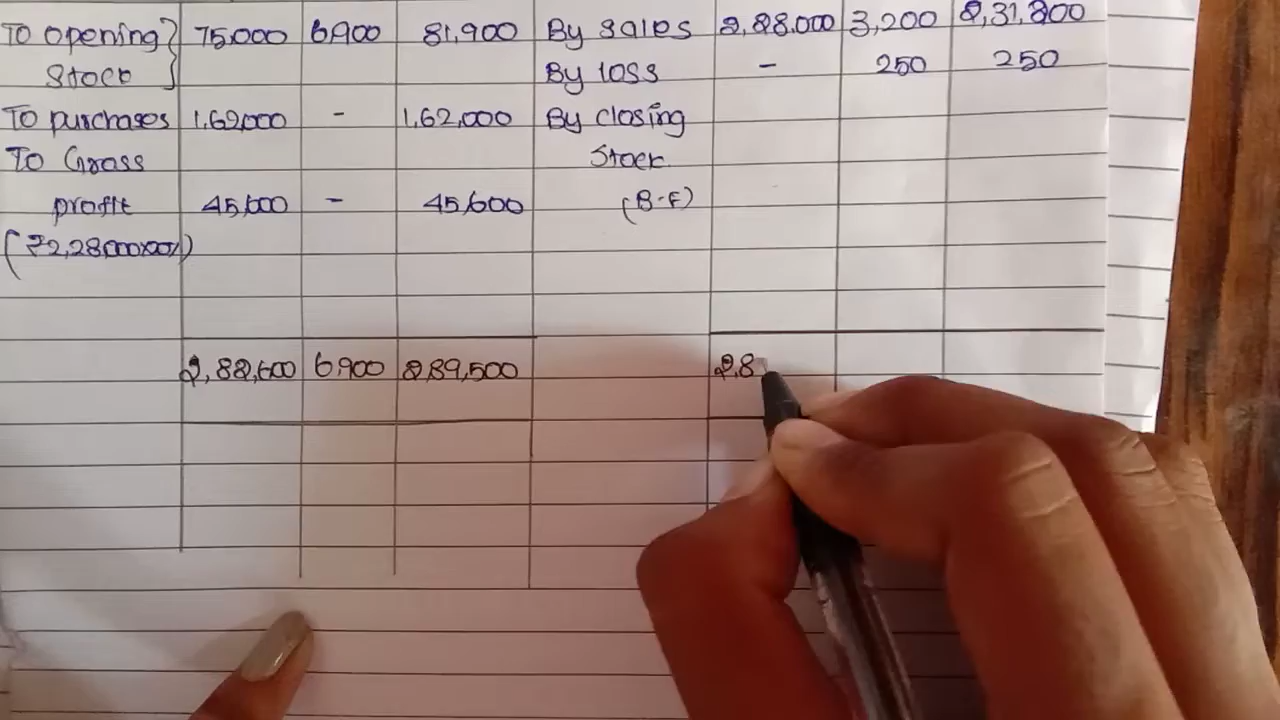 To opening } 75,000 6,900 81,900 By sales 2,28,000 3,200 2,31,200
Stock By loss - 250 250
To purchases 1,62,000 - 1,62,000 By closing
To Gross Stock
profit 45,600 - 45,600 (B-F)
(₹2,28,000x20%)
2,82,600 6,900 289,500 2,8